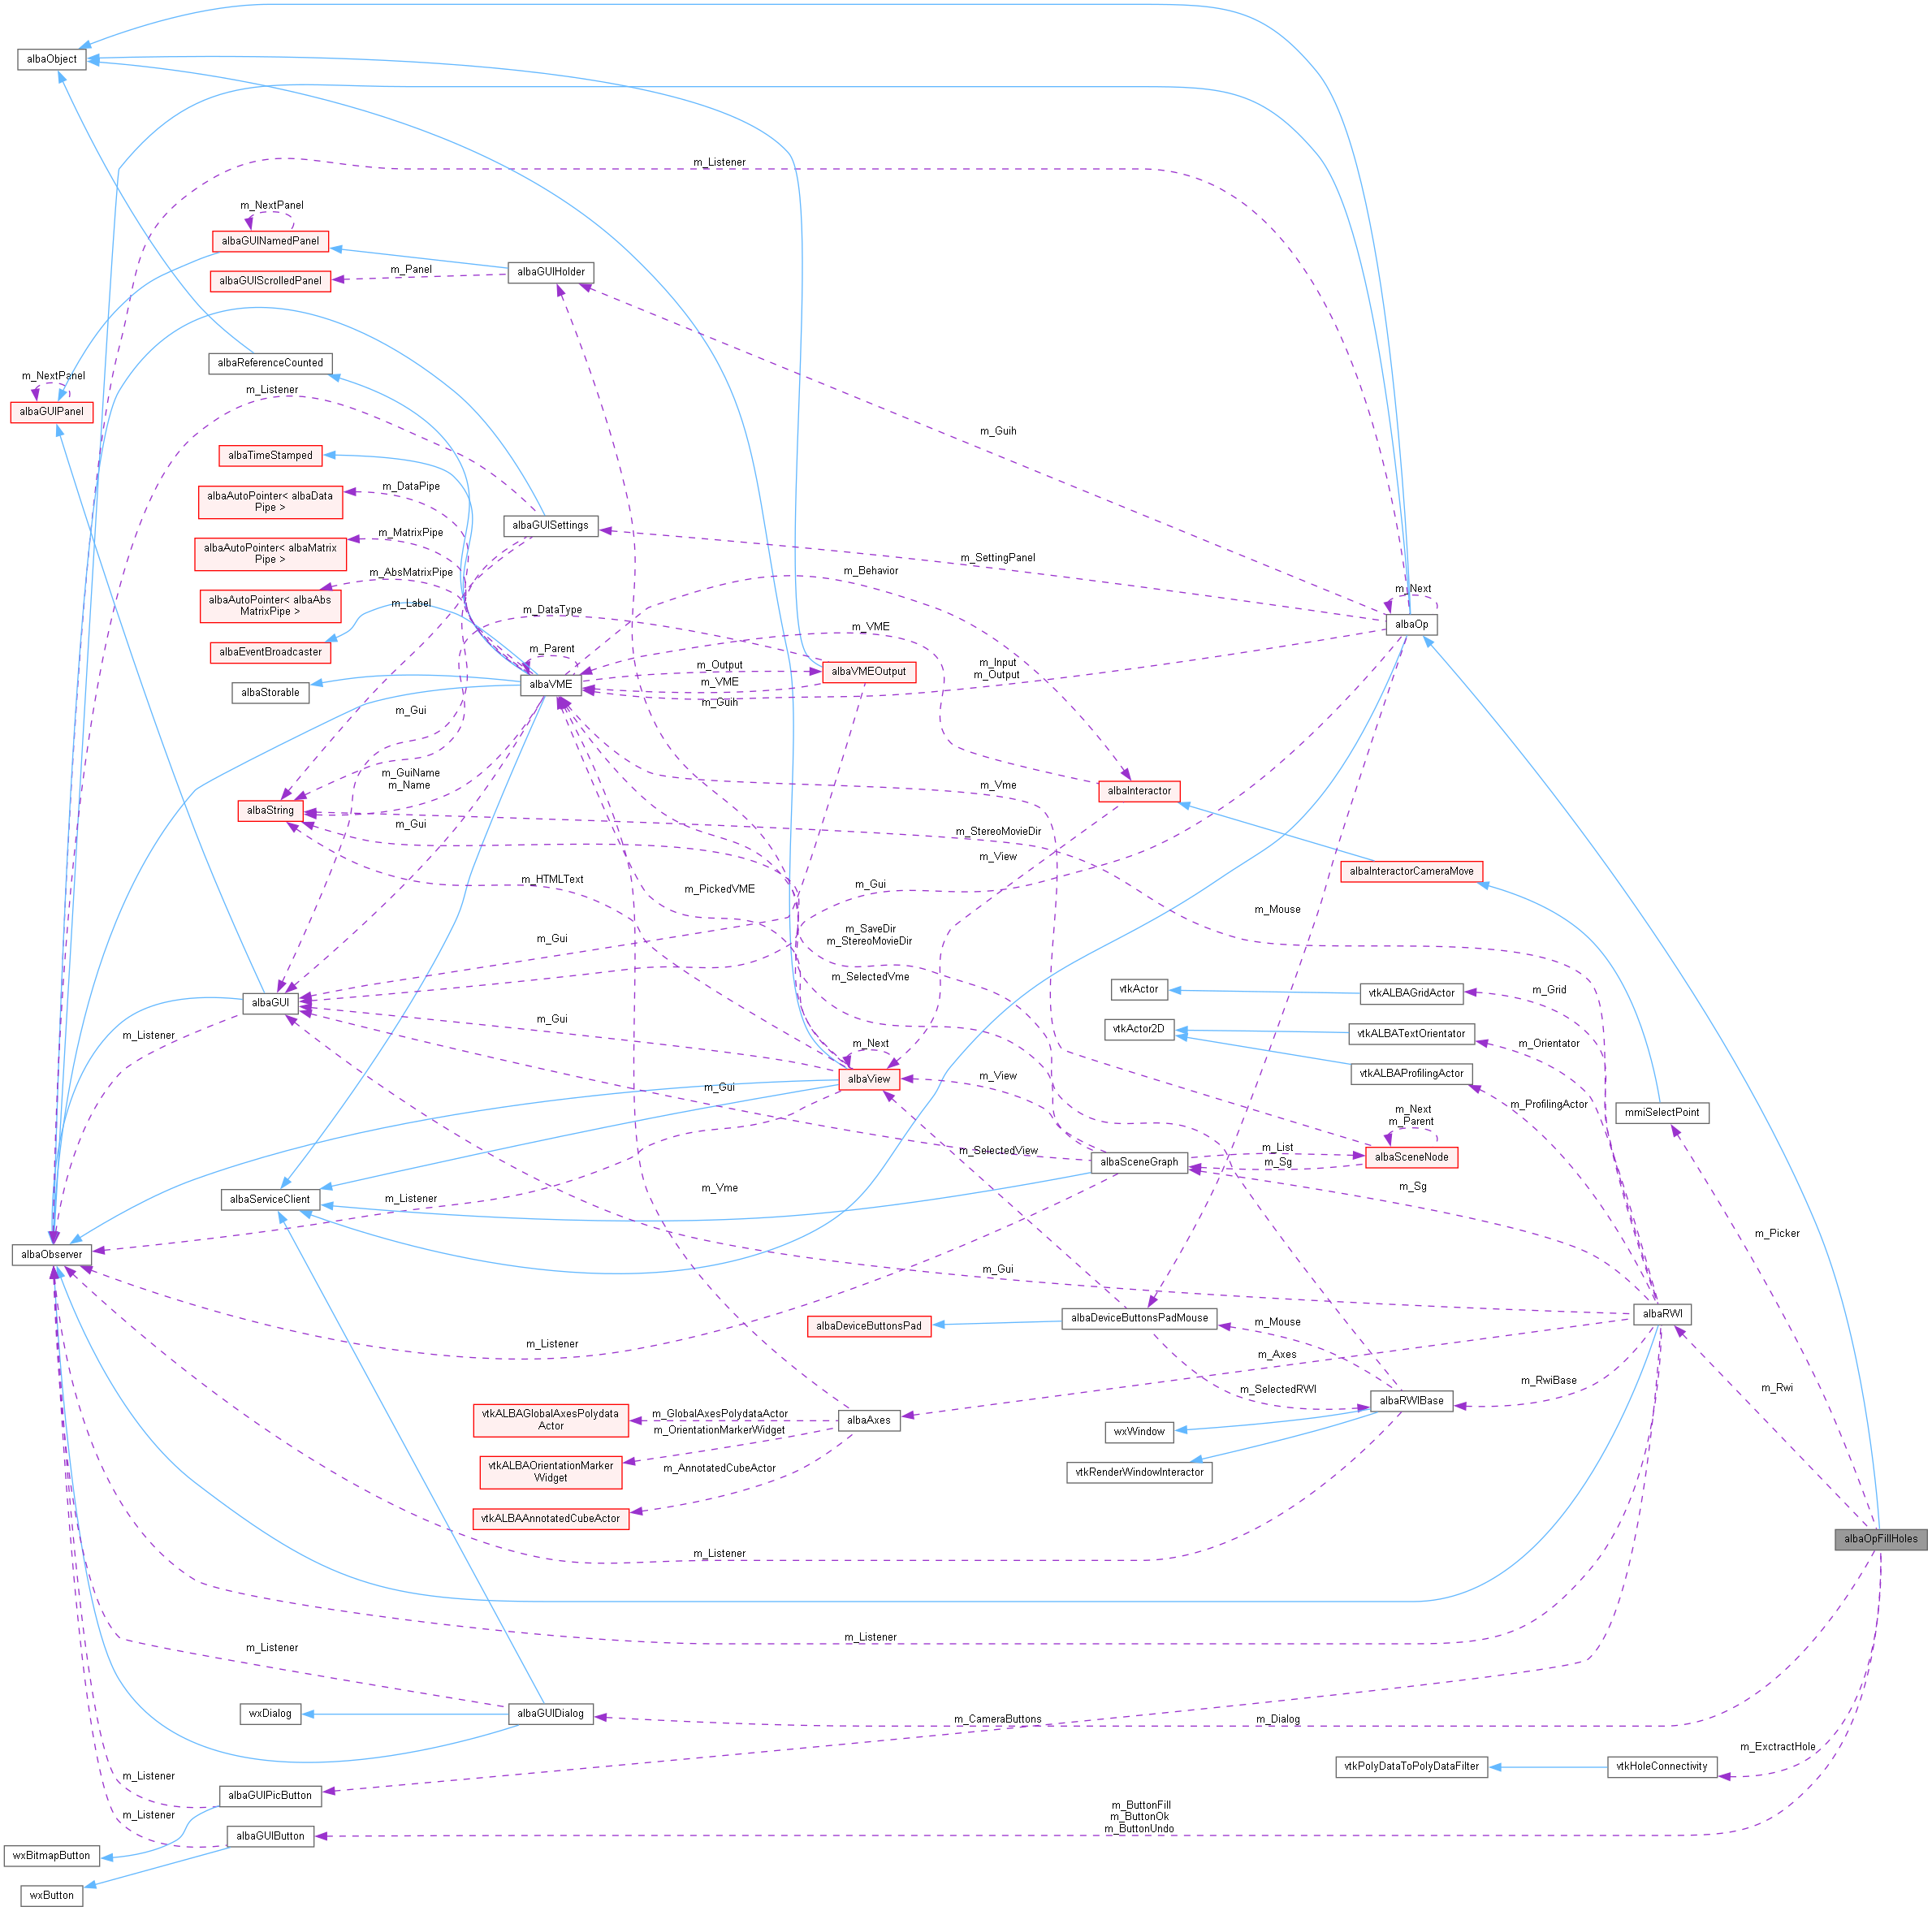 albaObject
m_Listener
m_NextPanel
albaGUINamedPanel
albaGUIHolder
m_Panel
albaGUIScrolledPanel
albaReferenceCounted
m_NextPanel
m_Listener
albaGUIPanel
m_Guih
albaTimeStamped
m_DataPipe
albaAutoPointer< albaData
Pipe >
albaGUISettings
m_MatrixPipe
albaAutoPointer< albaMatrix
Pipe >
m_SettingPanel
m_AbsMatrixPipe
m_Behavior
m_Next
albaAutoPointer< albaAbs
MatrixPipe >
m_Label
m_DataType
m_VME
albaOp
albaEventBroadcaster
m_Parent
m_Output
albaVMEOutput
m_Input
m_Output
albaStorable
albaVME
m_VME
m_Guih
m_Gui
m_GuiName
m_Name
m_Vme
albaInteractor
albaString
m_Gui
m_StereoMovieDir
m_View
albaInteractorCameraMove
m_HTMLText
m_PickedVME
m_Gui
m_Mouse
m_SaveDir
m_StereoMovieDir
m_Gui
m_SelectedVme
vtkActor
vtkALBAGridActor
m_Grid
albaGUI
m_Gui
m_Listener
vtkActor2D
vtkALBATextOrientator
m_Orientator
m_Next
albaView
m_Gui
m_View
vtkALBAProfilingActor
m_ProfilingActor
mmiSelectPoint
m_Next
m_Parent
m_SelectedView
m_List
albaSceneGraph
m_Sg
albaSceneNode
m_Vme
m_Sg
albaServiceClient
m_Listener
m_Picker
albaObserver
m_Gui
albaDeviceButtonsPad
albaDeviceButtonsPadMouse
m_Mouse
albaRWI
m_Listener
m_Axes
m_SelectedRWI
m_RwiBase
m_Rwi
vtkALBAGlobalAxesPolydata
Actor
m_GlobalAxesPolydataActor
m_OrientationMarkerWidget
albaAxes
albaRWIBase
wxWindow
vtkALBAOrientationMarker
Widget
m_AnnotatedCubeActor
vtkRenderWindowInteractor
vtkALBAAnnotatedCubeActor
albaOpFillHoles
m_Listener
m_Listener
m_Listener
wxDialog
albaGUIDialog
m_CameraButtons
m_Dialog
m_ExctractHole
m_Listener
vtkPolyDataToPolyDataFilter
vtkHoleConnectivity
albaGUIPicButton
m_Listener
m_ButtonFill
m_ButtonOk
m_ButtonUndo
albaGUIButton
wxBitmapButton
wxButton